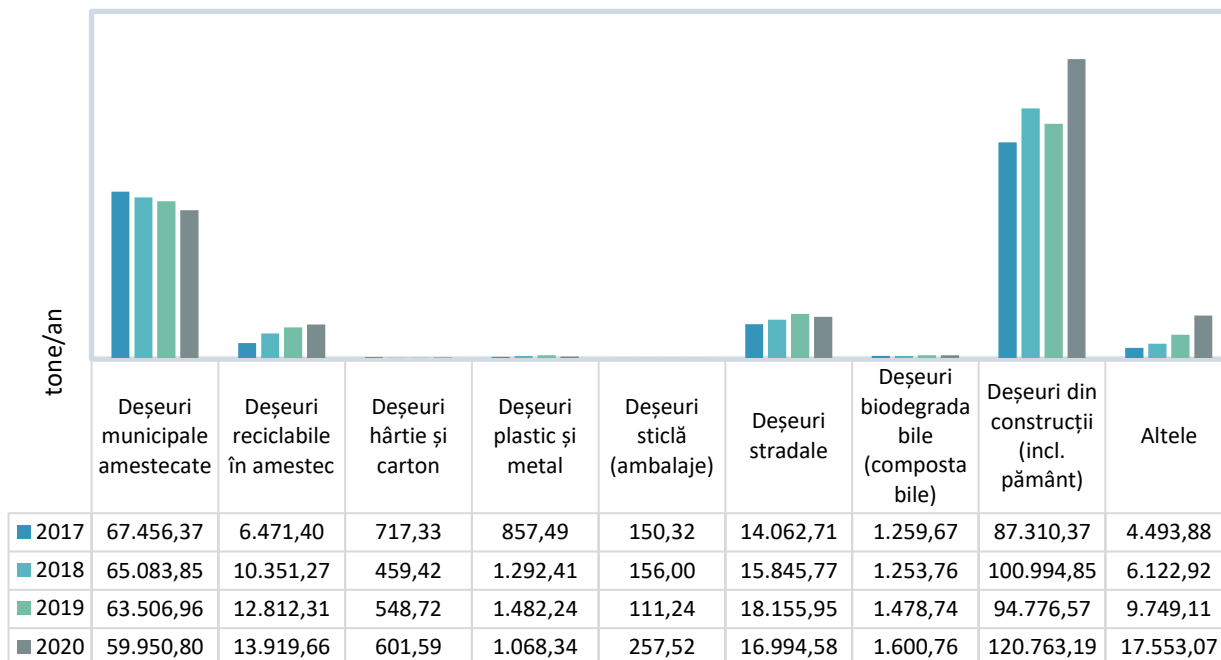 tone/an
Deșeuri
municipale
amestecate
Deșeuri
reciclabile
în amestec
Deșeuri
hârtie și
carton
Deșeuri
plastic și
metal
Deșeuri
sticlă
(ambalaje)
Deșeuri
stradale
Deșeuri
biodegrada
bile
(composta
bile)
Deșeuri din
construcții
(incl.
pământ)
Altele
2017 67.456,37 6.471,40 717,33 857,49 150,32 14.062,71 1.259,67 87.310,37 4.493,88
2018 65.083,85 10.351,27 459,42 1.292,41 156,00 15.845,77 1.253,76 100.994,85 6.122,92
2019 63.506,96 12.812,31 548,72 1.482,24 111,24 18.155,95 1.478,74 94.776,57 9.749,11
2020 59.950,80 13.919,66 601,59 1.068,34 257,52 16.994,58 1.600,76 120.763,19 17.553,07